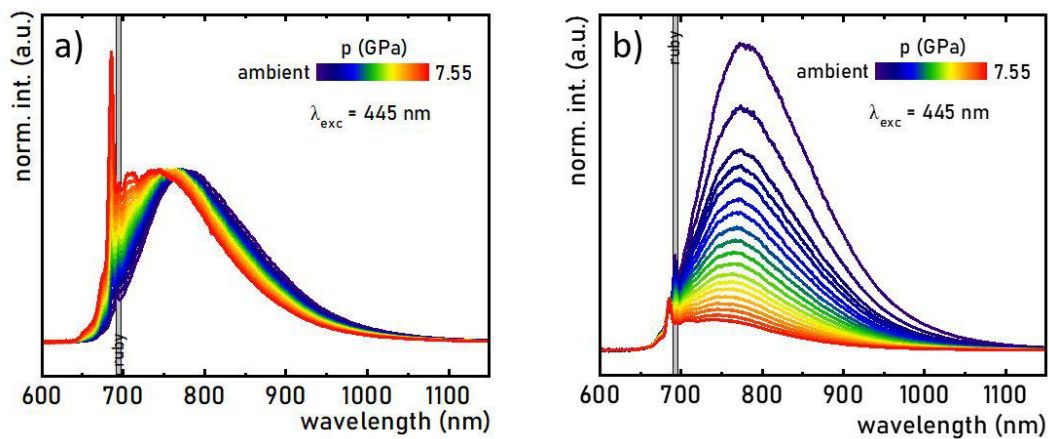 a)
p (GPa)
ambient 7.55
λexc = 445 nm
ruby
norm. int. (a.u.)
600 700 800 900 1000 1100
wavelength (nm)
b)
ruby
p (GPa)
ambient 7.55
λexc = 445 nm
norm. int. (a.u.)
600 700 800 900 1000 1100
wavelength (nm)